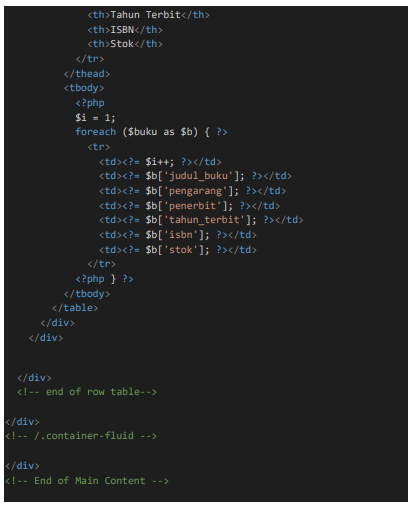 <th>Tahun Terbit</th>
<th>ISBN</th>
<th>Stok</th>
</tr>
</thead>
<tbody>
<?php
$i = 1;
foreach ($buku as $b) { ?>
<tr>
<td><?= $i++; ?></td>
<td><?= $b['judul_buku']; ?></td>
<td><?= $b['pengarang']; ?></td>
<td><?= $b['penerbit']; ?></td>
<td><?= $b['tahun_terbit']; ?></td>
<td><?= $b['isbn']; ?></td>
<td><?= $b['stok']; ?></td>
</tr>
<?php } ?>
</tbody>
</table>
</div>
</div>
</div>
<!-- end of row table-->
</div>
<!-- /.container-fluid -->
</div>
<!-- End of Main Content -->